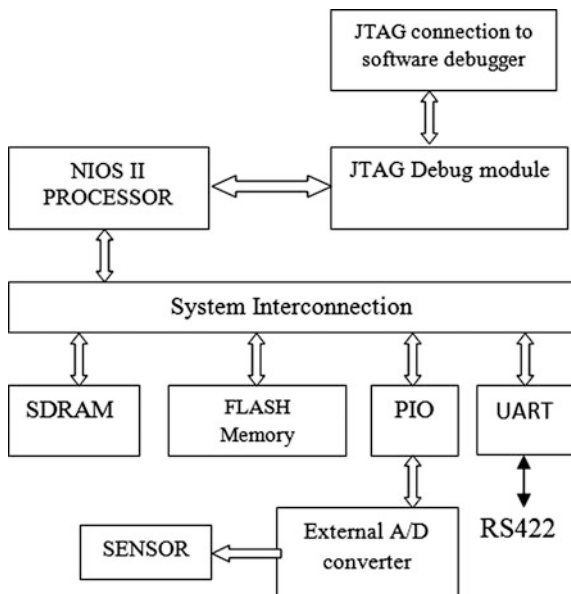 JTAG connection to
software debugger
NIOS II
PROCESSOR
JTAG Debug module
System Interconnection
SDRAM
FLASH
Memory
PIO
UART
SENSOR
External A/D
converter
RS422